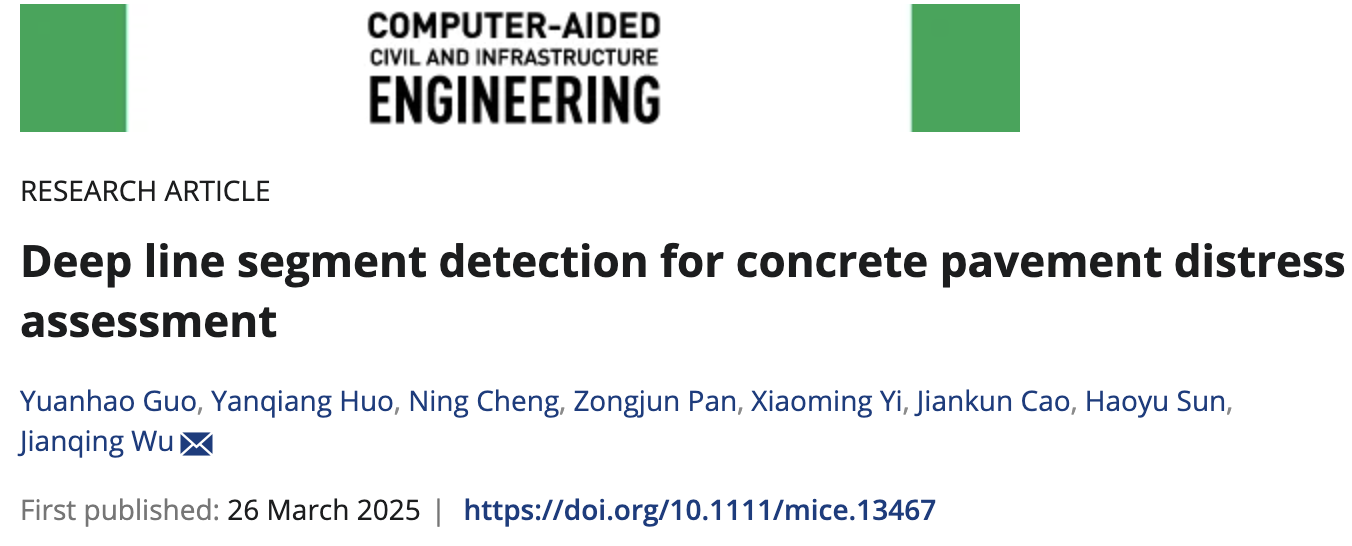 COMPUTER-AIDED
CIVIL AND INFRASTRUCTURE
ENGINEERING
RESEARCH ARTICLE
Deep line segment detection for concrete pavement distress
assessment
Yuanhao Guo, Yanqiang Huo, Ning Cheng, Zongjun Pan, Xiaoming Yi, Jiankun Cao, Haoyu Sun,
Jianqing Wu
First published: 26 March 2025 | https://doi.org/10.1111/mice.13467